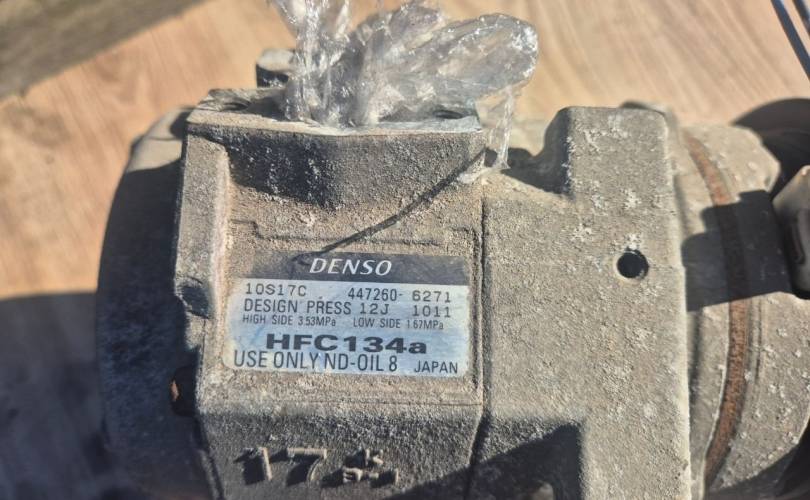 DENSO
10S17C 447260- 6271
DESIGN PRESS 12J 1011
HIGH SIDE 3.53MPa LOW SIDE 1.67MPa
HFC134a
USE ONLY ND-OIL 8 JAPAN
17